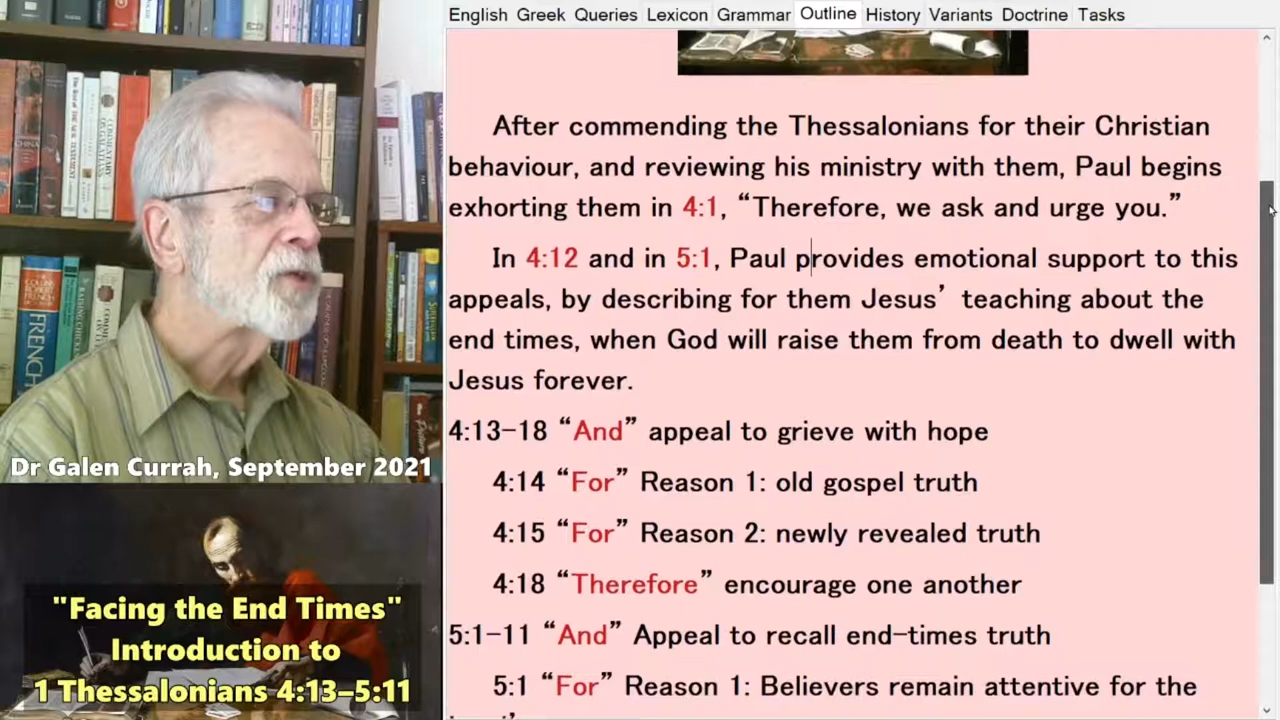 English Greek Queries Lexicon Grammar Outline History Variants Doctrine Tasks
After commending the Thessalonians for their Christian
behaviour, and reviewing his ministry with them, Paul begins
exhorting them in 4:1, “Therefore, we ask and urge you.”
In 4:12 and in 5:1, Paul provides emotional support to this
appeals, by describing for them Jesus’ teaching about the
end times, when God will raise them from death to dwell with
Jesus forever.
4:13–18 “And” appeal to grieve with hope
4:14 “For” Reason 1: old gospel truth
4:15 “For” Reason 2: newly revealed truth
4:18 “Therefore” encourage one another
5:1–11 “And” Appeal to recall end–times truth
5:1 “For” Reason 1: Believers remain attentive for the
Dr Galen Currah, September 2021
"Facing the End Times"
Introduction to
1 Thessalonians 4:13–5:11
FRENCH